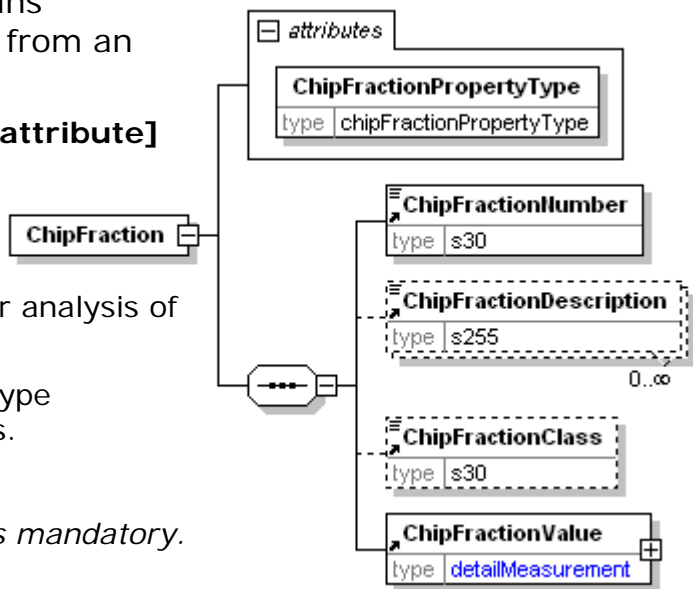 ns
from an
attribute]
r analysis of
ype
s.
s mandatory.
attributes
ChipFractionPropertyType
type chipFractionPropertyType
ChipFraction
ChipFractionNumber
type s30
ChipFractionDescription
type s255
0..∞
ChipFractionClass
type s30
ChipFractionValue
type detailMeasurement